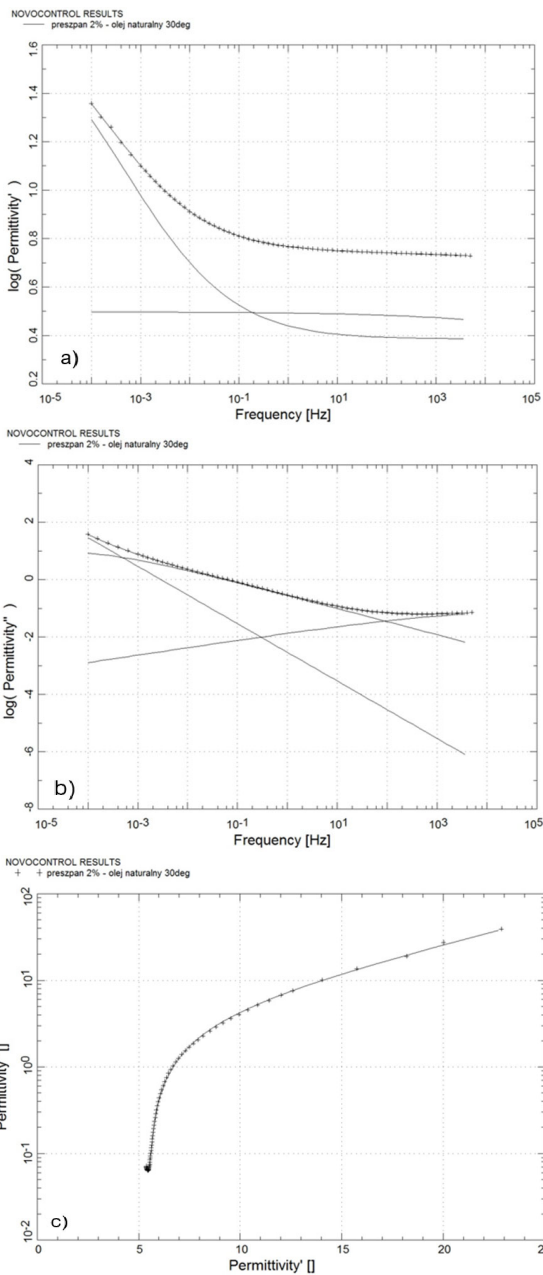 NOVOCONTROL RESULTS
preszpan 2% - olej naturalny 30deg
log( Permittivity' )
1.6
1.4
1.2
1.0
0.8
0.6
0.4
0.2
a)
10-5
10-3
10-1
101
103
105
Frequency [Hz]
NOVOCONTROL RESULTS
preszpan 2% - olej naturalny 30deg
log( Permittivity'' )
4
2
0
-2
-4
-6
-8
b)
10-5
10-3
10-1
101
103
105
Frequency [Hz]
NOVOCONTROL RESULTS
+ + preszpan 2% - olej naturalny 30deg
Permittivity'' []
102
101
100
10-1
10-2
c)
0
5
10
15
20
Permittivity' []